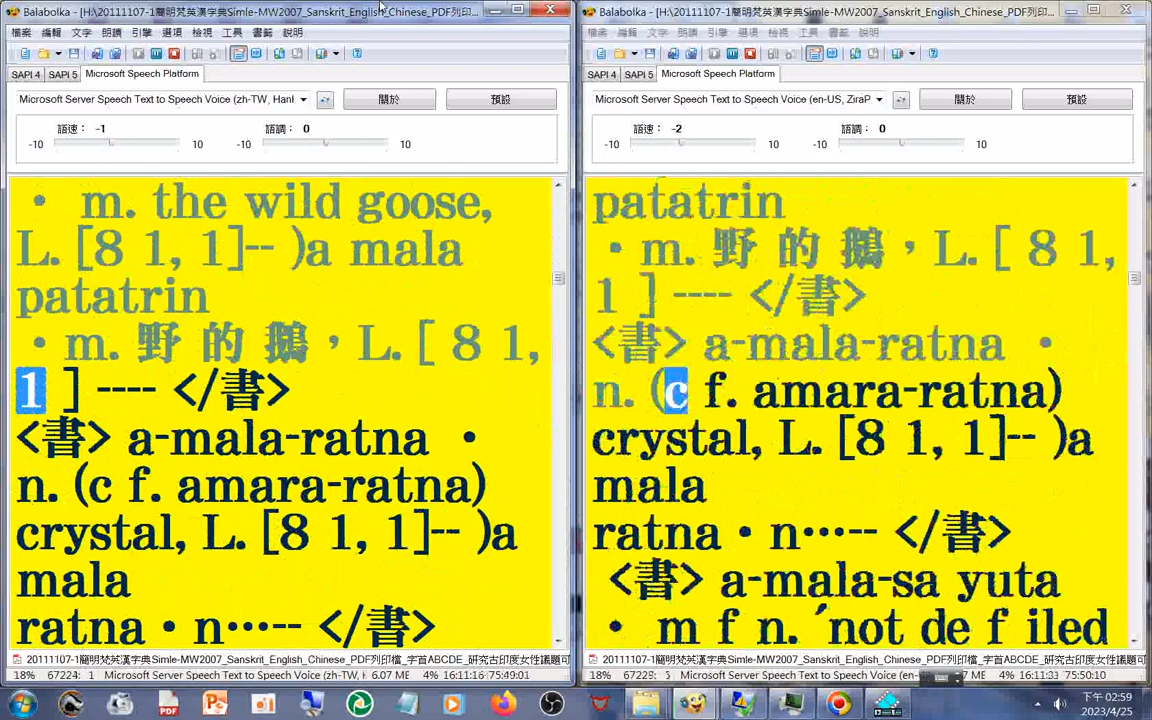 Balabolka - [H:\20111107-1簡明梵英漢字典Simle-MW2007_Sanskrit_English_Chinese_PDF列印...
檔案 編輯 文字 朗讀 引擎 選項 檢視 工具 書籤 說明
SAPI 4 SAPI 5 Microsoft Speech Platform
Microsoft Server Speech Text to Speech Voice (zh-TW, Hanl 關於 預設
語速： -1 語調： 0
-10 10 -10 10
• m. the wild goose,
L. [8 1, 1]-- )a mala
patatrin
• m. 野 的 鵝，L. [ 8 1,
1 ] ---- </書>
<書> a-mala-ratna •
n. (c f. amara-ratna)
crystal, L. [8 1, 1]-- )a
mala
ratna • n…-- </書>
20111107-1簡明梵英漢字典Simle-MW2007_Sanskrit_English_Chinese_PDF列印檔_字首ABCDE_研究古印度女性議題可
18% 67224: 1 Microsoft Server Speech Text to Speech Voice (zh-TW, 6.07 MB 4% 16:11:16 75:49:01
Balabolka - [H:\20111107-1簡明梵英漢字典Simle-MW2007_Sanskrit_English_Chinese_PDF列印...
檔案 編輯 文字 朗讀 引擎 選項 檢視 工具 書籤 說明
SAPI 4 SAPI 5 Microsoft Speech Platform
Microsoft Server Speech Text to Speech Voice (en-US, ZiraP 關於 預設
語速： -2 語調： 0
-10 10 -10 10
patatrin
• m. 野 的 鵝，L. [ 8 1,
1 ] ---- </書>
<書> a-mala-ratna •
n. (c f. amara-ratna)
crystal, L. [8 1, 1]-- )a
mala
ratna • n…-- </書>
<書> a-mala-sa yuta
• m f n. ´not de f iled
20111107-1簡明梵英漢字典Simle-MW2007_Sanskrit_English_Chinese_PDF列印檔_字首ABCDE_研究古印度女性議題可
18% 67229: Microsoft Server Speech Text to Speech Voice (en-US, 6.07 MB 4% 16:11:33 75:50:10
下午 02:59
2023/4/25